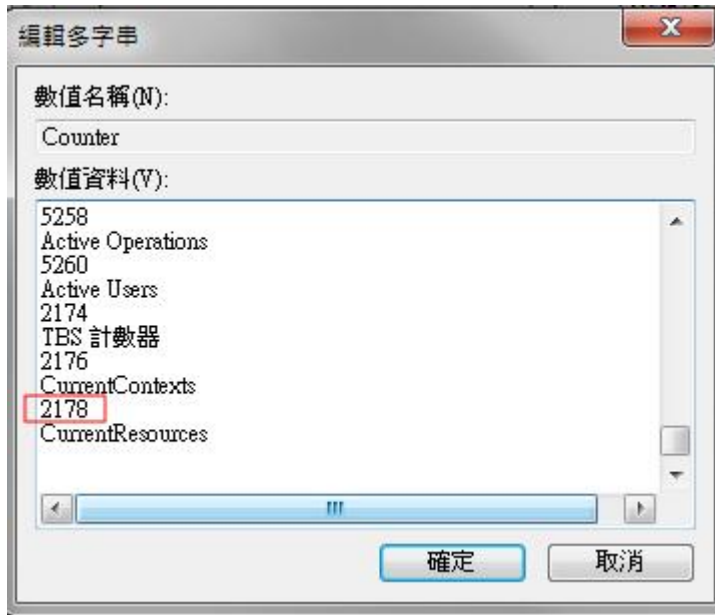 編輯多字串
數值名稱(N):
Counter
數值資料(V):
5258
Active Operations
5260
Active Users
2174
TBS 計數器
2176
CurrentContexts
2178
CurrentResources
確定
取消